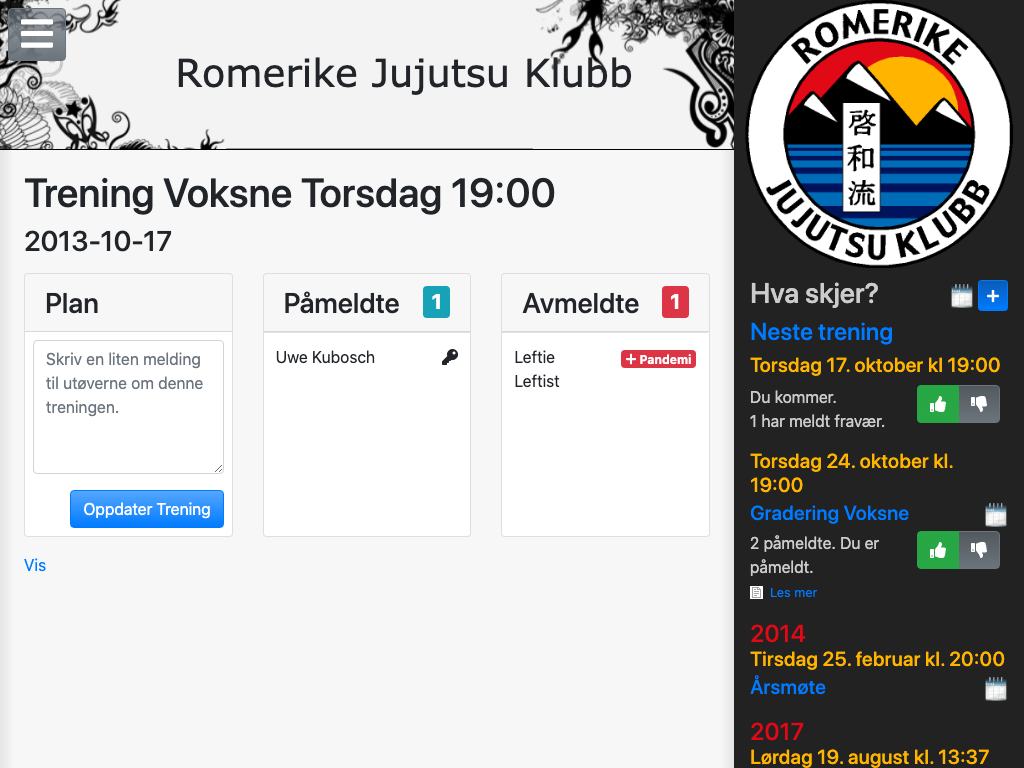 Romerike Jujutsu Klubb
Trening Voksne Torsdag 19:00
2013-10-17
Plan
Skriv en liten melding
til utøverne om denne
treningen.
Oppdater Trening
Påmeldte 1
Uwe Kubosch
Avmeldte 1
Leftie
Leftist
+ Pandemi
Vis
ROMERIKE
啓和流
JUJUTSU KLUBB
Hva skjer?
+
Neste trening
Torsdag 17. oktober kl 19:00
Du kommer.
1 har meldt fravær.
Torsdag 24. oktober kl.
19:00
Gradering Voksne
2 påmeldte. Du er
påmeldt.
Les mer
2014
Tirsdag 25. februar kl. 20:00
Årsmøte
2017
Lørdag 19. august kl. 13:37